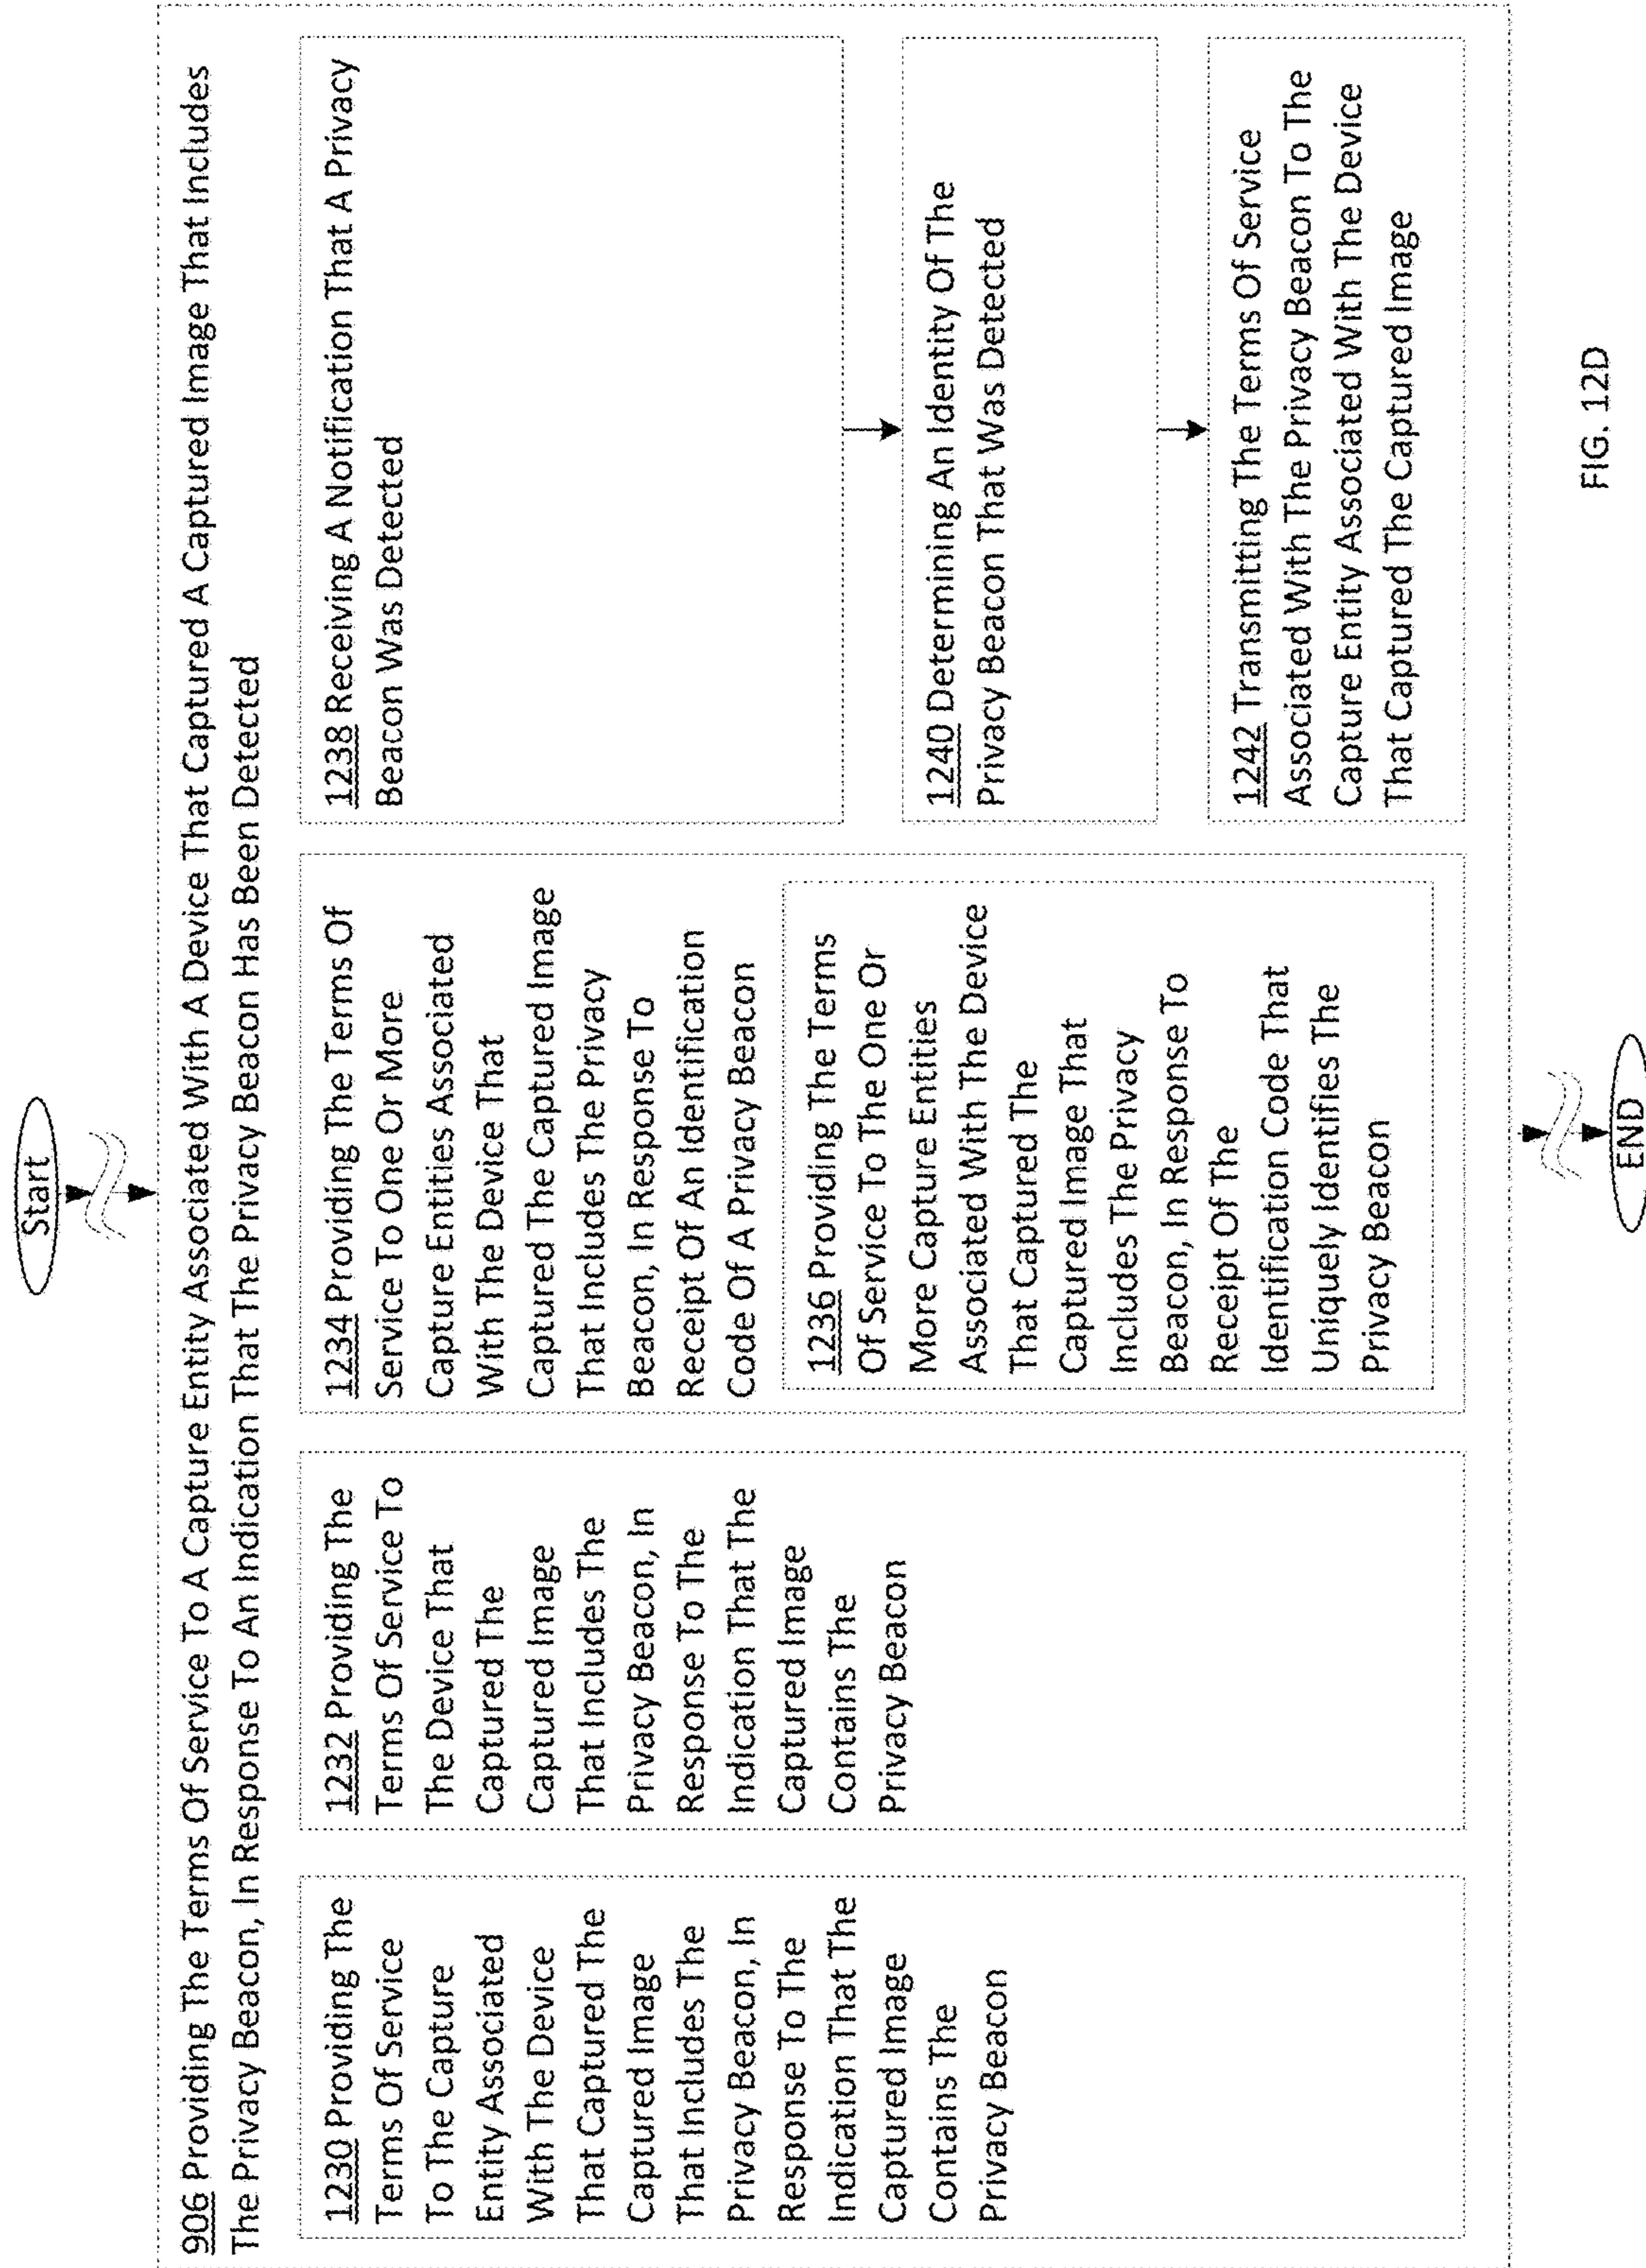 Start
906 Providing The Terms Of Service To A Capture Entity Associated With A Device That Captured A Captured Image That Includes
The Privacy Beacon, In Response To An Indication That The Privacy Beacon Has Been Detected
1230 Providing The
Terms Of Service
To The Capture
Entity Associated
With The Device
That Captured The
Captured Image
That Includes The
Privacy Beacon, In
Response To The
Indication That The
Captured Image
Contains The
Privacy Beacon
1232 Providing The
Terms Of Service To
The Device That
Captured The
Captured Image
That Includes The
Privacy Beacon, In
Response To The
Indication That The
Captured Image
Contains The
Privacy Beacon
1234 Providing The Terms Of
Service To One Or More
Capture Entities Associated
With The Device That
Captured The Captured Image
That Includes The Privacy
Beacon, In Response To
Receipt Of An Identification
Code Of A Privacy Beacon
1236 Providing The Terms
Of Service To The One Or
More Capture Entities
Associated With The Device
That Captured The
Captured Image That
Includes The Privacy
Beacon, In Response To
Receipt Of The
Identification Code That
Uniquely Identifies The
Privacy Beacon
1238 Receiving A Notification That A Privacy
Beacon Was Detected
1240 Determining An Identity Of The
Privacy Beacon That Was Detected
1242 Transmitting The Terms Of Service
Associated With The Privacy Beacon To The
Capture Entity Associated With The Device
That Captured The Captured Image
END
FIG. 12D